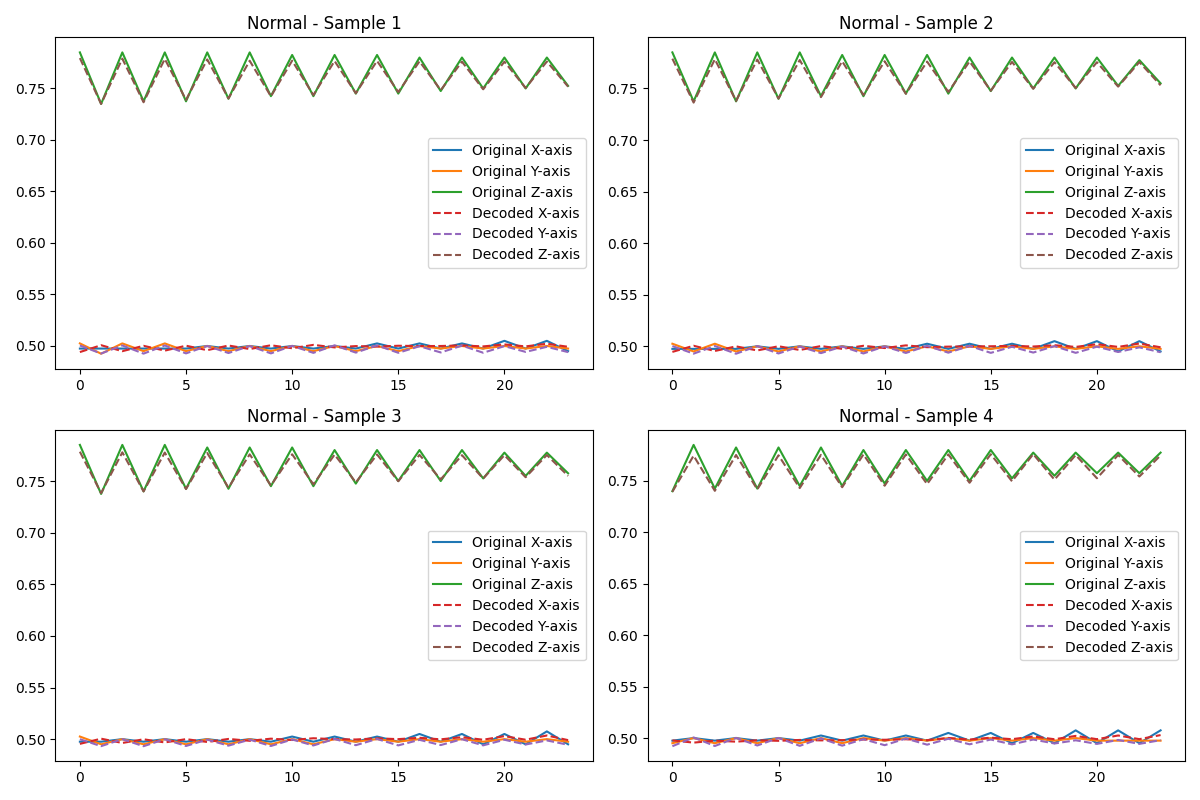 Normal - Sample 1
0.75
0.70
0.65
0.60
0.55
0.50
0
5
10
15
20
Original X-axis
Original Y-axis
Original Z-axis
Decoded X-axis
Decoded Y-axis
Decoded Z-axis
Normal - Sample 2
0.75
0.70
0.65
0.60
0.55
0.50
0
5
10
15
20
Original X-axis
Original Y-axis
Original Z-axis
Decoded X-axis
Decoded Y-axis
Decoded Z-axis
Normal - Sample 3
0.75
0.70
0.65
0.60
0.55
0.50
0
5
10
15
20
Original X-axis
Original Y-axis
Original Z-axis
Decoded X-axis
Decoded Y-axis
Decoded Z-axis
Normal - Sample 4
0.75
0.70
0.65
0.60
0.55
0.50
0
5
10
15
20
Original X-axis
Original Y-axis
Original Z-axis
Decoded X-axis
Decoded Y-axis
Decoded Z-axis